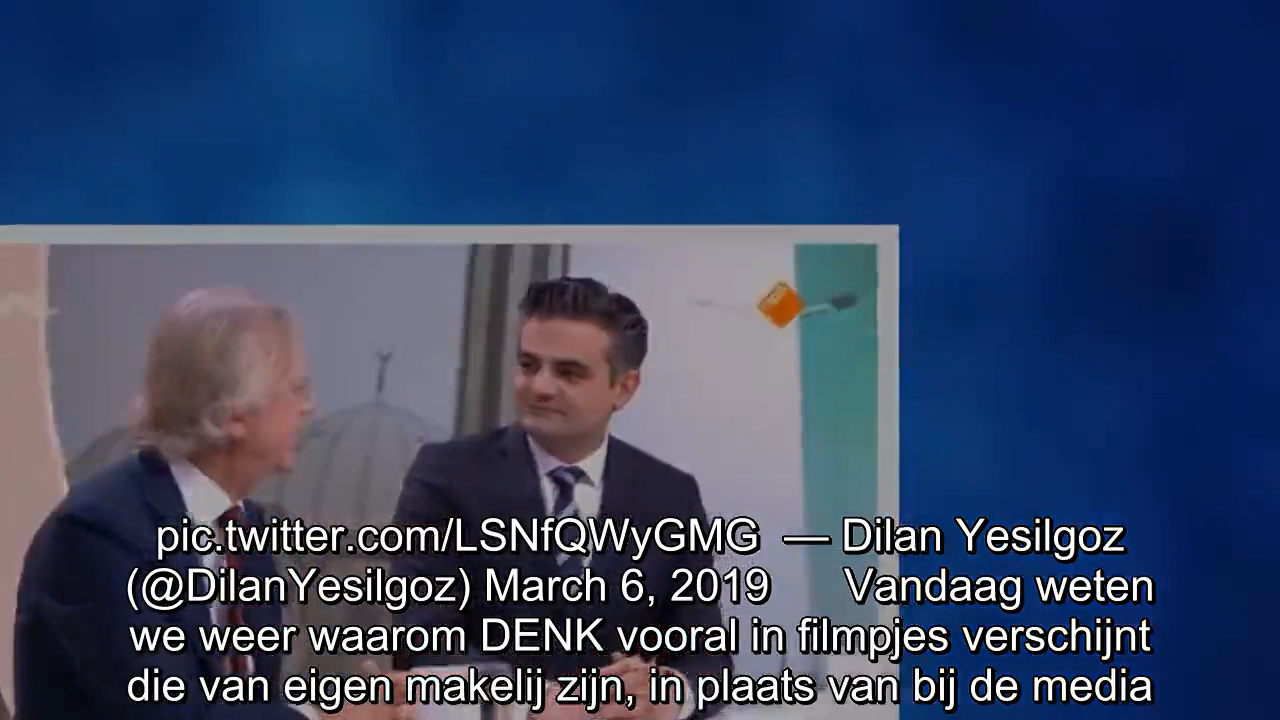 pic.twitter.com/LSNfQWyGMG — Dilan Yesilgoz
(@DilanYesilgoz) March 6, 2019 Vandaag weten
we weer waarom DENK vooral in filmpjes verschijnt
die van eigen makelij zijn, in plaats van bij de media